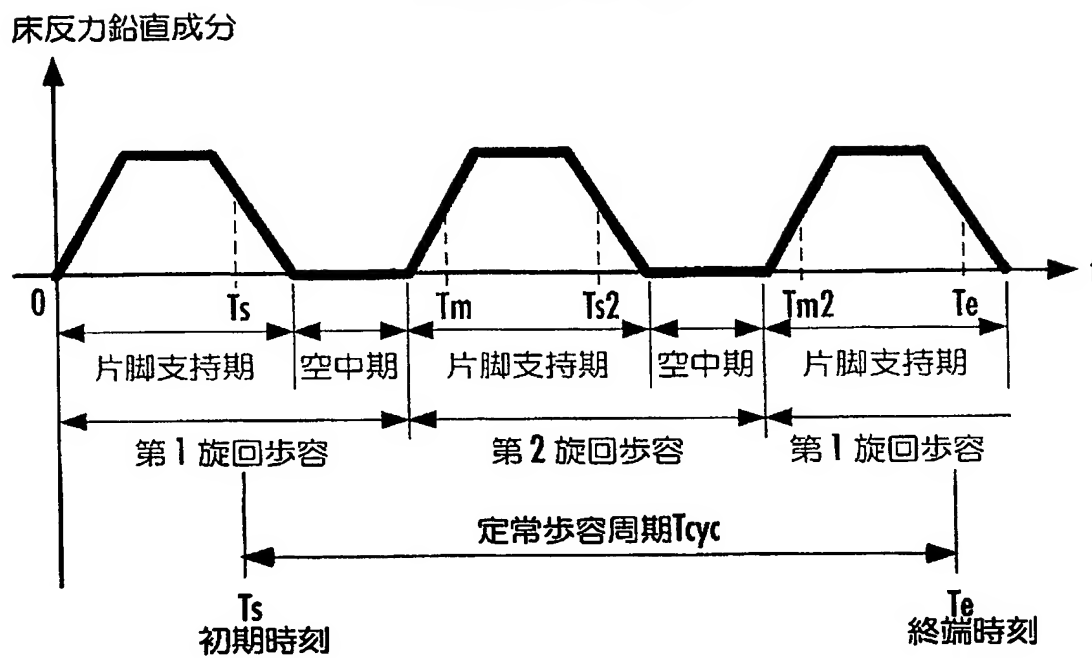 床反力鉛直成分
0
Ts
Tm
Ts2
Tm2
Te
片脚支持期
空中期
片脚支持期
空中期
片脚支持期
第1旋回歩容
第2旋回歩容
第1旋回歩容
定常歩容周期Tcyc
Ts
初期時刻
Te
終端時刻